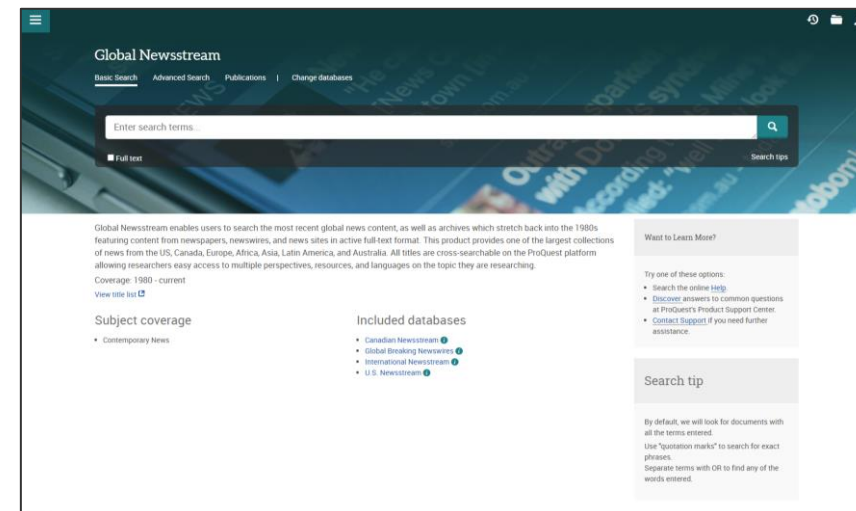 Global Newsstream
Basic Search Advanced Search Publications | Change databases
Enter search terms...
Full text
Search tips
Global Newsstream enables users to search the most recent global news content, as well as archives which stretch back into the 1980s
featuring content from newspapers, newswires, and news sites in active full-text format. This product provides one of the largest collections
of news from the US, Canada, Europe, Africa, Asia, Latin America, and Australia. All titles are cross-searchable on the ProQuest platform
allowing researchers easy access to multiple perspectives, resources, and languages on the topic they are researching.
Coverage: 1980 - current
View title list
Subject coverage
• Contemporary News
Included databases
• Canadian Newsstream
• Global Breaking Newswires
• International Newsstream
• U.S. Newsstream
Want to Learn More?
Try one of these options:
• Search the online Help.
• Discover answers to common questions
at ProQuest's Product Support Center.
• Contact Support if you need further
assistance.
Search tip
By default, we will look for documents with
all the terms entered.
Use "quotation marks" to search for exact
phrases.
Separate terms with OR to find any of the
words entered.